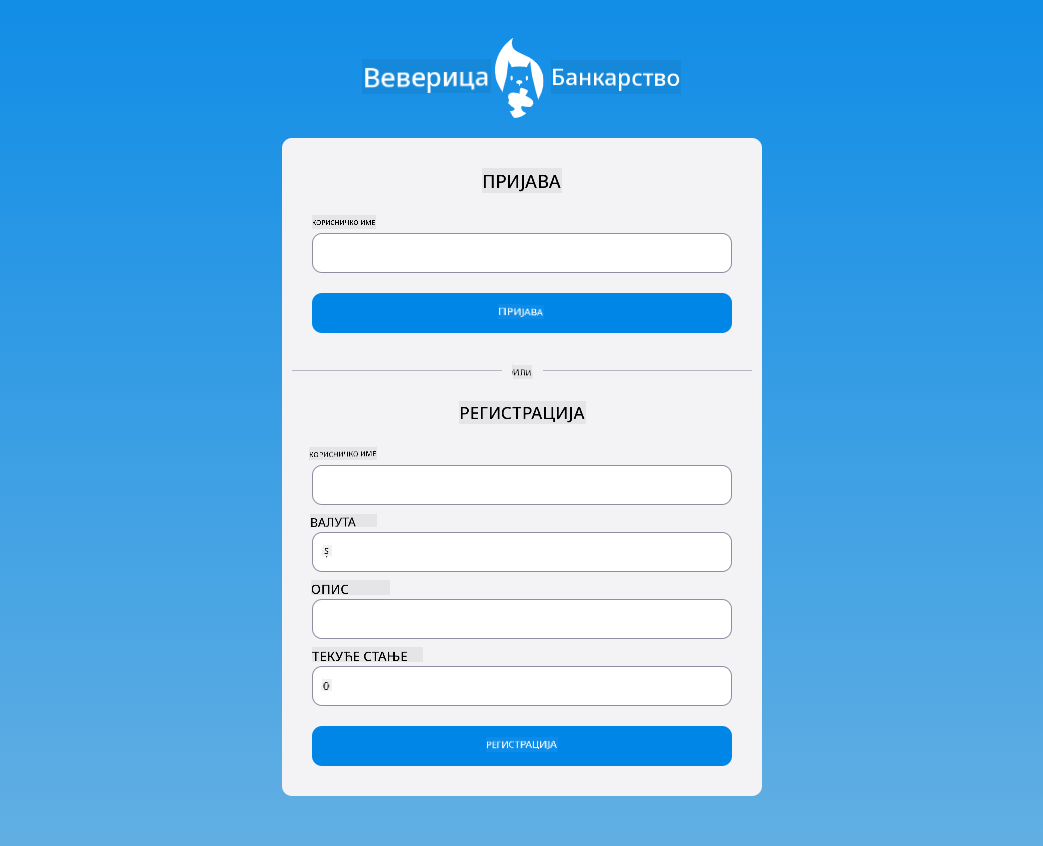 Веверица Банкарство
ПРИЈАВА
КОРИСНИЧКО ИМЕ
ПРИЈАВА
ИЛИ
РЕГИСТРАЦИЈА
КОРИСНИЧКО ИМЕ
ВАЛУТА
$
ОПИС
ТЕКУЋЕ СТАЊЕ
0
РЕГИСТРАЦИЈА